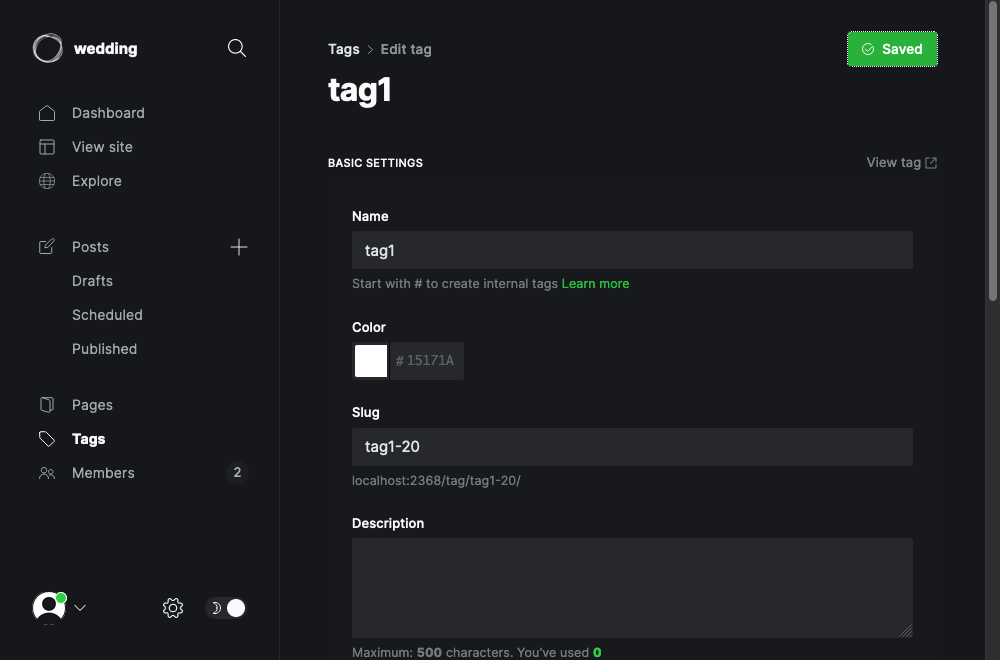 wedding
Dashboard
View site
Explore
Posts
Drafts
Scheduled
Published
Pages
Tags
Members 2
Tags > Edit tag
Saved
tag1
BASIC SETTINGS
View tag
Name
tag1
Start with # to create internal tags Learn more
Color
# 15171A
Slug
tag1-20
localhost:2368/tag/tag1-20/
Description
Maximum: 500 characters. You've used 0